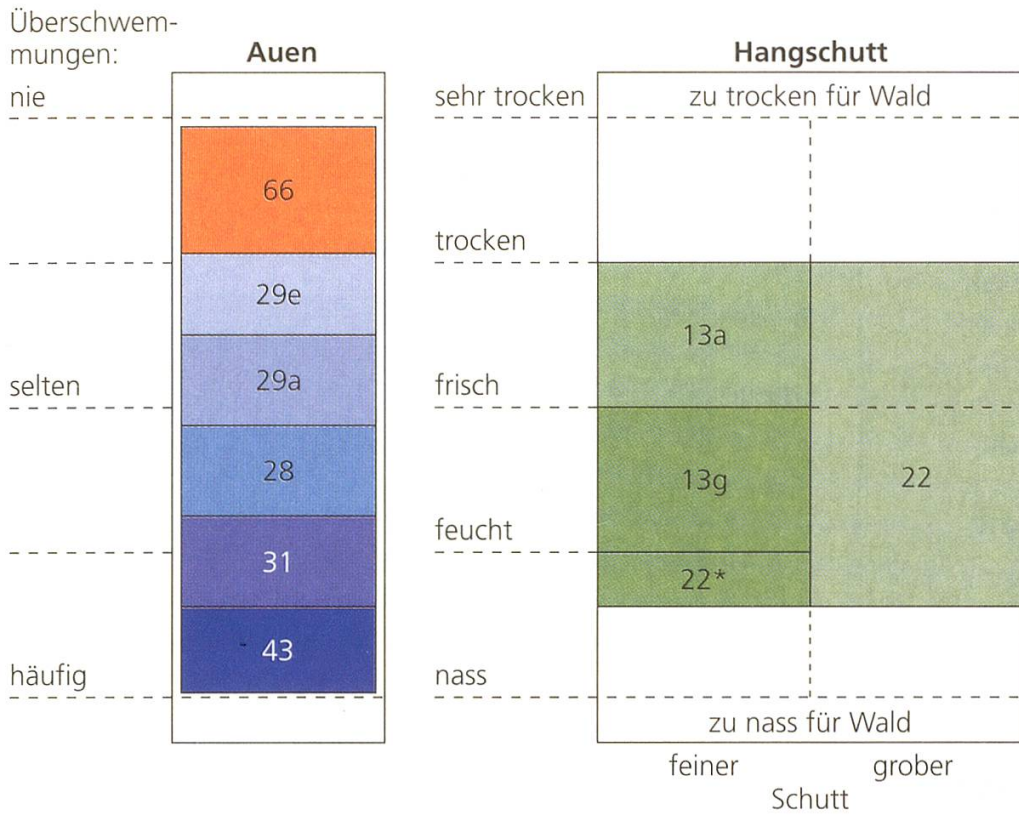 Überschwem-
mungen:
Auen
nie
66
29e
29a
selten
28
31
43
häufig
Hangschutt
sehr trocken
zu trocken für Wald
trocken
13a
frisch
13g
22
feucht
22*
nass
zu nass für Wald
feiner
grober
Schutt